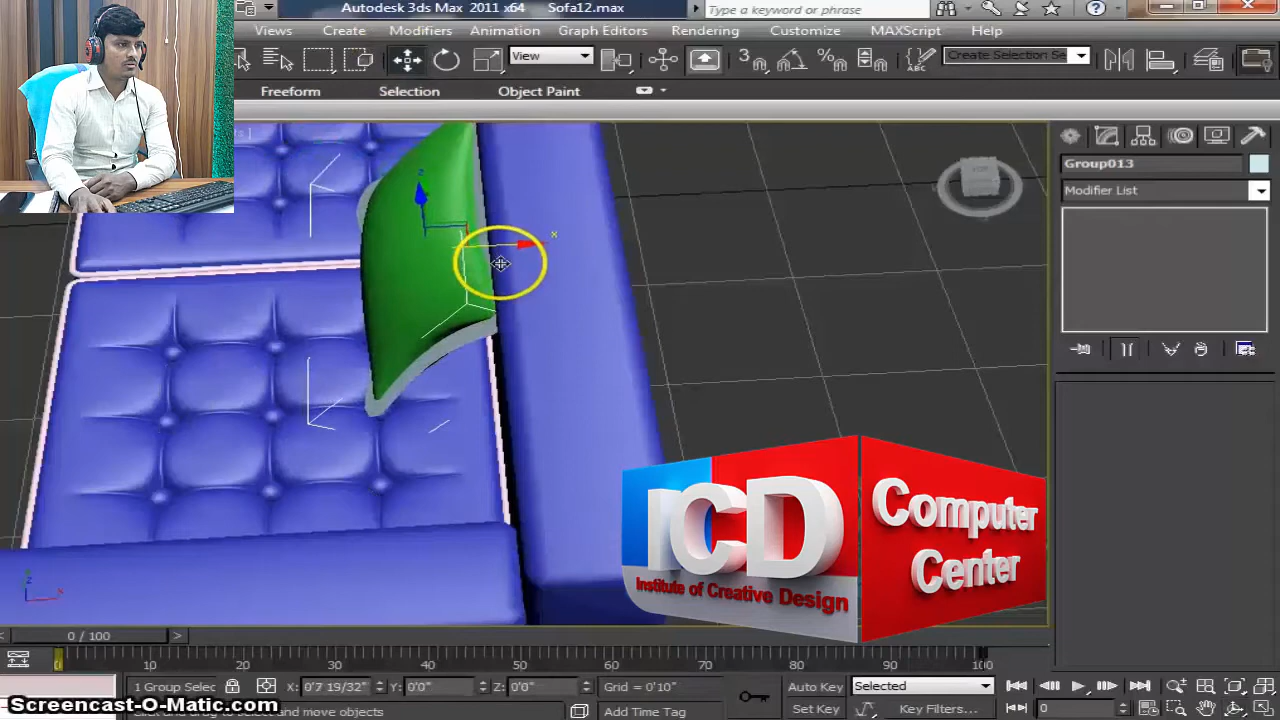 Autodesk 3ds Max 2011 x64 Sofa12.max
Type a keyword or phrase
Views Create Modifiers Animation Graph Editors Rendering Customize MAXScript Help
View
3
%
ABC
Create Selection Se
Freeform Selection Object Paint
Group013
Modifier List
z
x
ICD
Institute of Creative Design
Computer
Center
z
x
0 / 100
0 10 20 30 40 50 60 70 80 90 100
1 Group Selec X: 0'7 19/32" Y: 0'0" Z: 0'0" Grid = 0'10" Auto Key Selected
Click and drag to select and move objects Add Time Tag Set Key Key Filters... 0
Screencast-O-Matic.com